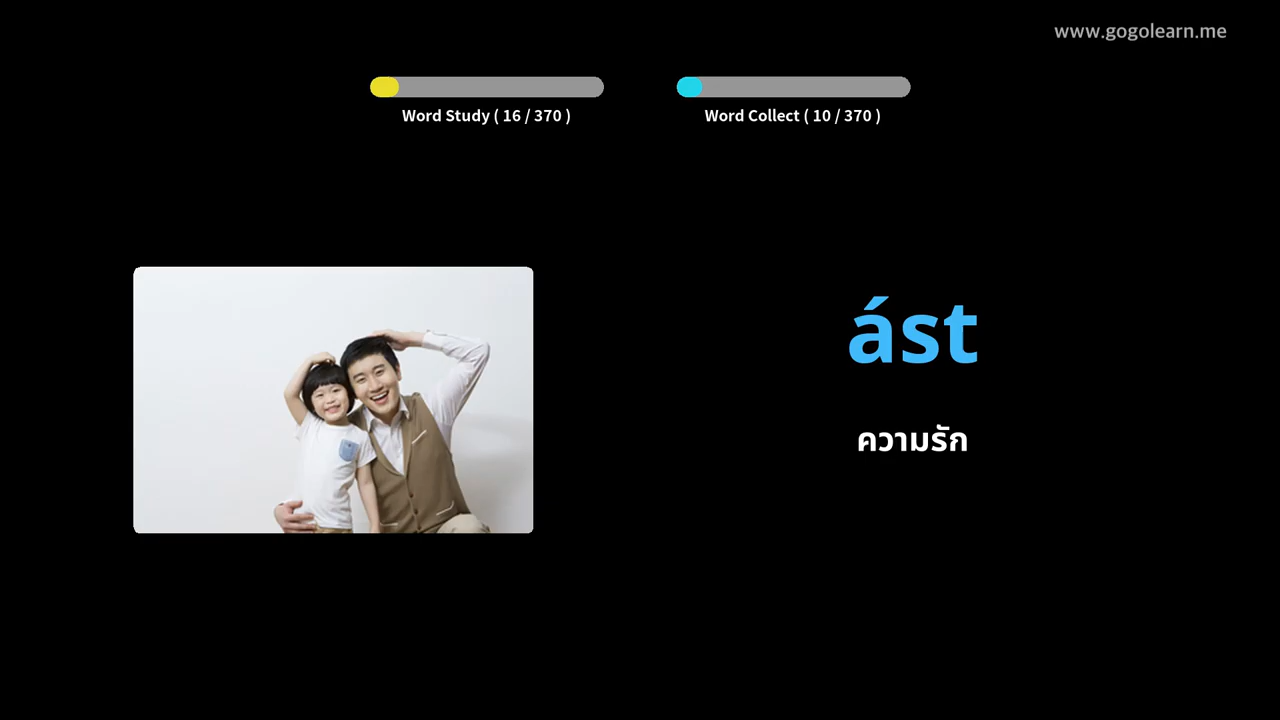 www.gogolearn.me
Word Study ( 16 / 370 )
Word Collect ( 10 / 370 )
ást
ความรัก